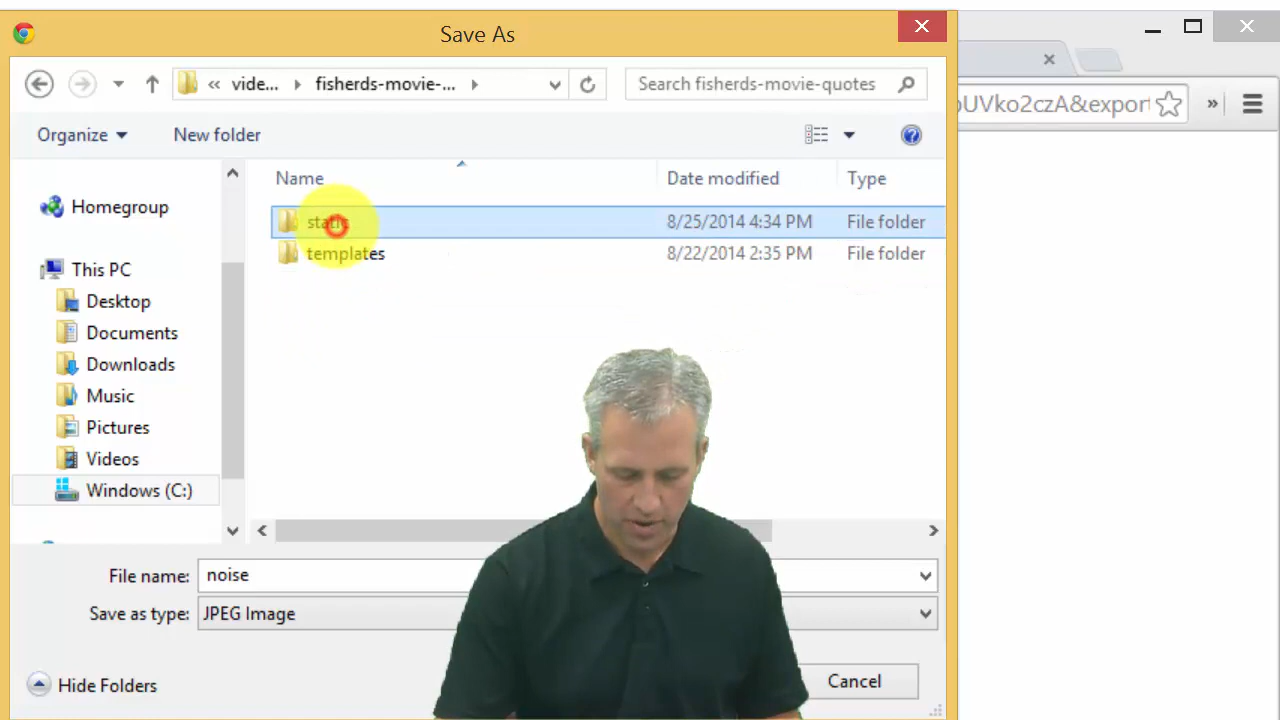 Save As
« vide... fisherds-movie-...
Search fisherds-movie-quotes
pUVko2czA&export »
Organize
New folder
Name
Date modified
Type
static
8/25/2014 4:34 PM
File folder
templates
8/22/2014 2:35 PM
File folder
Homegroup
This PC
Desktop
Documents
Downloads
Music
Pictures
Videos
Windows (C:)
File name: noise
Save as type: JPEG Image
Hide Folders
Cancel